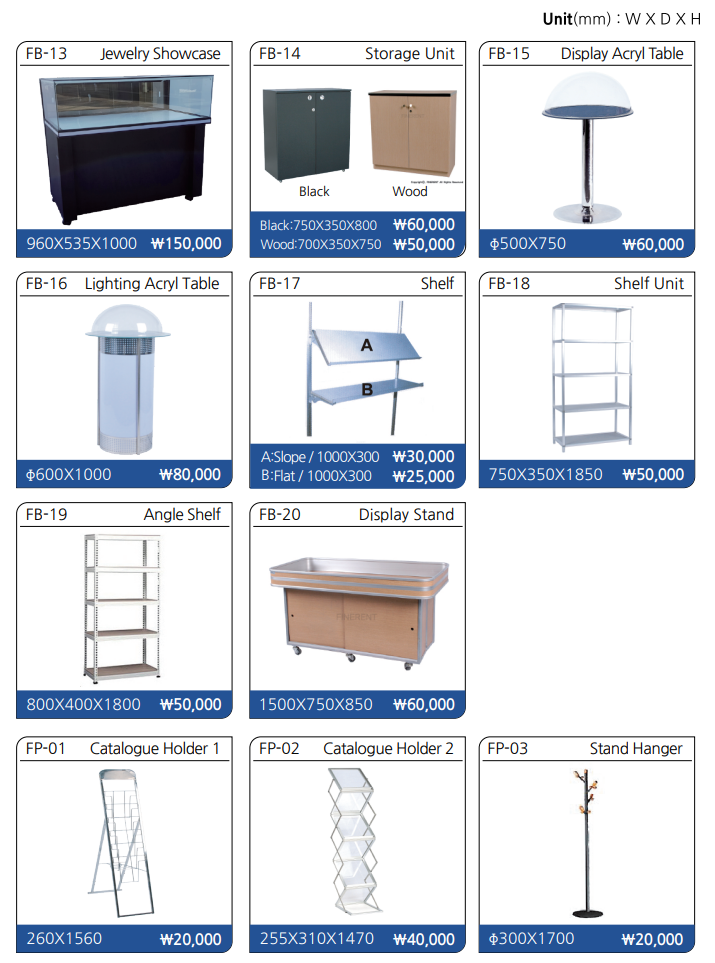 Unit(mm) : W X D X H
FB-13 Jewelry Showcase
960X535X1000 ₩150,000
FB-14 Storage Unit
Black Wood
Black:750X350X800 ₩60,000
Wood:700X350X750 ₩50,000
FB-15 Display Acryl Table
ф500X750 ₩60,000
FB-16 Lighting Acryl Table
ф600X1000 ₩80,000
FB-17 Shelf
A
B
A:Slope / 1000X300 ₩30,000
B:Flat / 1000X300 ₩25,000
FB-18 Shelf Unit
750X350X1850 ₩50,000
FB-19 Angle Shelf
800X400X1800 ₩50,000
FB-20 Display Stand
1500X750X850 ₩60,000
FP-01 Catalogue Holder 1
260X1560 ₩20,000
FP-02 Catalogue Holder 2
255X310X1470 ₩40,000
FP-03 Stand Hanger
ф300X1700 ₩20,000